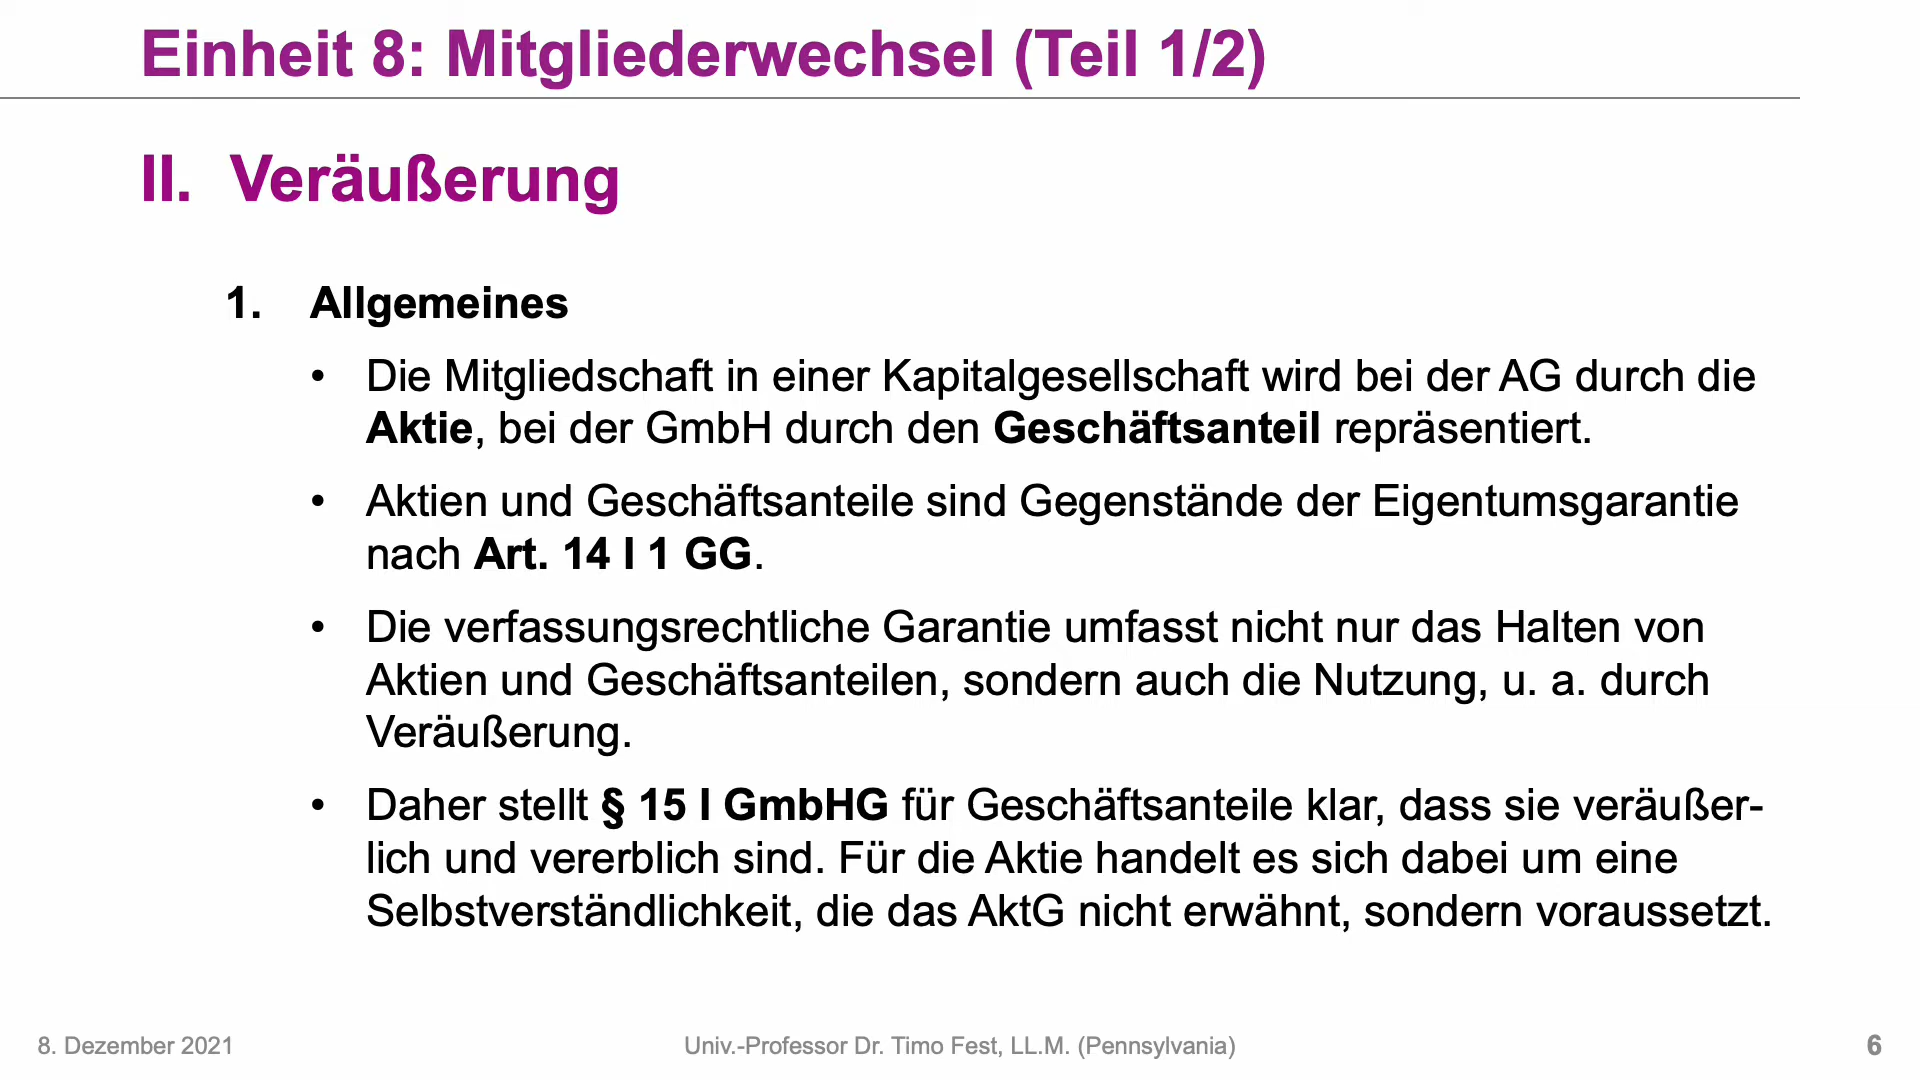 Einheit 8: Mitgliederwechsel (Teil 1/2)
II. Veräußerung
1. Allgemeines
• Die Mitgliedschaft in einer Kapitalgesellschaft wird bei der AG durch die
Aktie, bei der GmbH durch den Geschäftsanteil repräsentiert.
• Aktien und Geschäftsanteile sind Gegenstände der Eigentumsgarantie
nach Art. 14 I 1 GG.
• Die verfassungsrechtliche Garantie umfasst nicht nur das Halten von
Aktien und Geschäftsanteilen, sondern auch die Nutzung, u. a. durch
Veräußerung.
• Daher stellt § 15 I GmbHG für Geschäftsanteile klar, dass sie veräußer-
lich und vererblich sind. Für die Aktie handelt es sich dabei um eine
Selbstverständlichkeit, die das AktG nicht erwähnt, sondern voraussetzt.
8. Dezember 2021
Univ.-Professor Dr. Timo Fest, LL.M. (Pennsylvania)
6